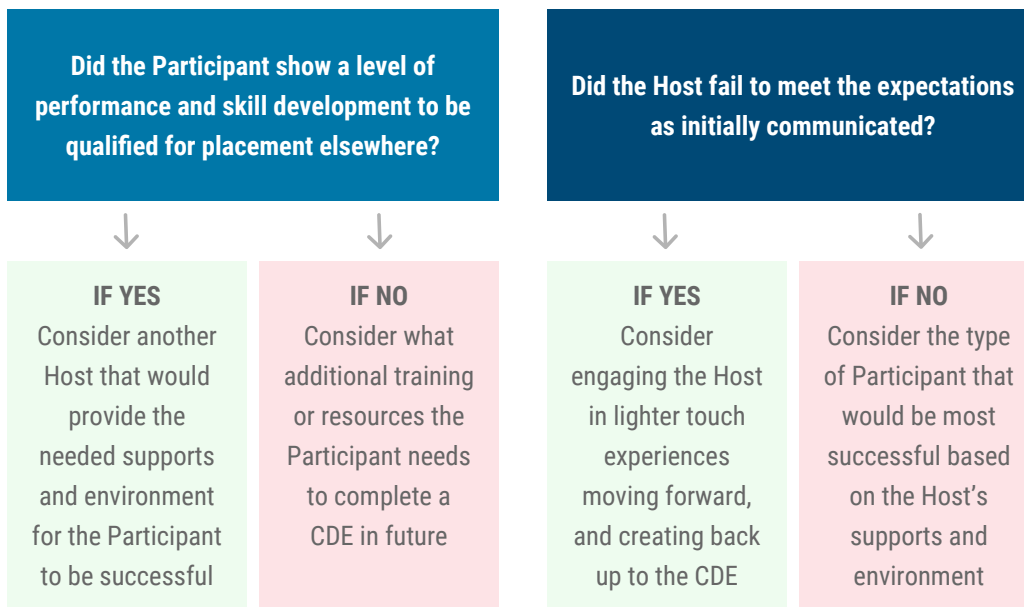 Did the Participant show a level of
performance and skill development to be
qualified for placement elsewhere?
IF YES
Consider another
Host that would
provide the
needed supports
and environment
for the Participant
to be successful
IF NO
Consider what
additional training
or resources the
Participant needs
to complete a
CDE in future
Did the Host fail to meet the expectations
as initially communicated?
IF YES
Consider
engaging the Host
in lighter touch
experiences
moving forward,
and creating back
up to the CDE
IF NO
Consider the type
of Participant that
would be most
successful based
on the Host's
supports and
environment